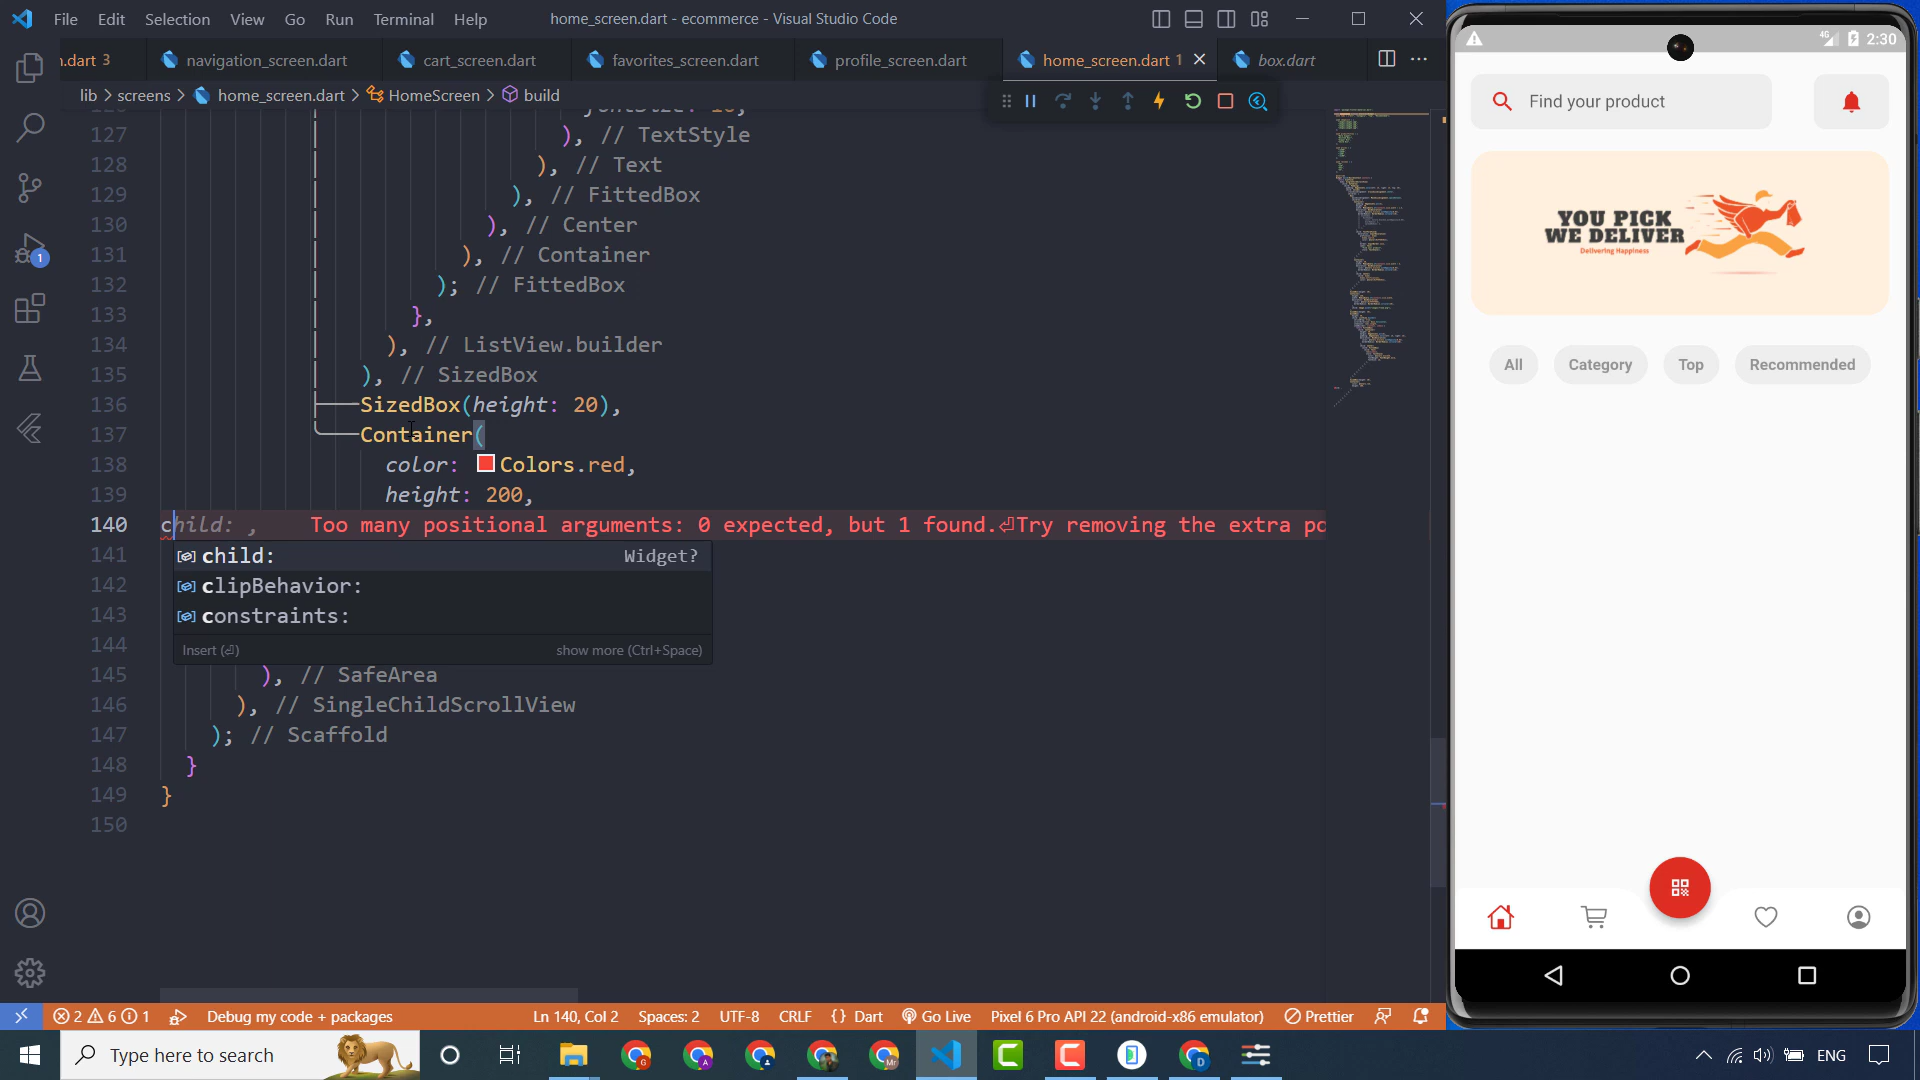 File Edit Selection View Go Run Terminal Help
home_screen.dart - ecommerce - Visual Studio Code
n.dart 3
navigation_screen.dart
cart_screen.dart
favorites_screen.dart
profile_screen.dart
home_screen.dart 1
box.dart
lib > screens > home_screen.dart > HomeScreen > build
127 ), // TextStyle
128 ), // Text
129 ), // FittedBox
130 ), // Center
131 ), // Container
132 ); // FittedBox
133 },
134 ), // ListView.builder
135 ), // SizedBox
136 SizedBox(height: 20),
137 Container(
138 color: Colors.red,
139 height: 200,
140 child: , Too many positional arguments: 0 expected, but 1 found.⏎Try removing the extra po
141 child: Widget?
142 clipBehavior:
143 constraints:
144 Insert (⏎) show more (Ctrl+Space)
145 ), // SafeArea
146 ), // SingleChildScrollView
147 ); // Scaffold
148 }
149 }
150
1
2 6 1 Debug my code + packages Ln 140, Col 2 Spaces: 2 UTF-8 CRLF {} Dart Go Live Pixel 6 Pro API 22 (android-x86 emulator) Prettier
Type here to search
ENG
4G 2:30
Find your product
YOU PICK
WE DELIVER
Delivering Happiness
All Category Top Recommended